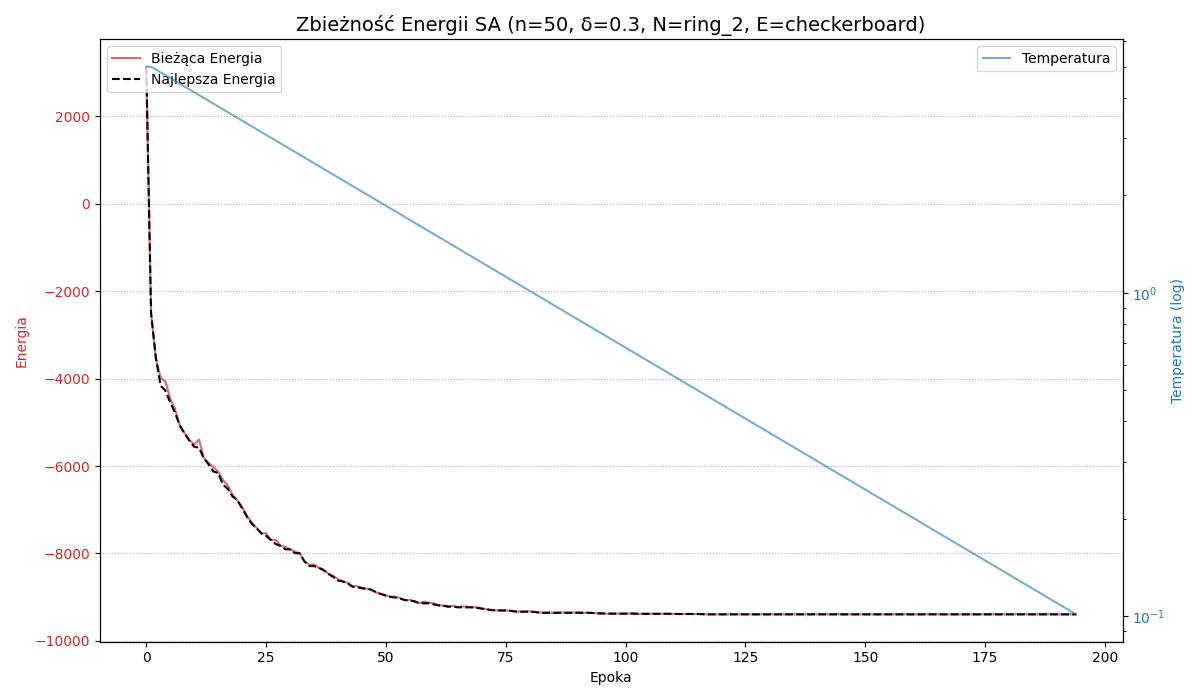 Zbieżność Energii SA (n=50, δ=0.3, N=ring_2, E=checkerboard)
Bieżąca Energia
Najlepsza Energia
Temperatura
2000
0
−2000
−4000
−6000
−8000
−10000
Energia
10⁰
10⁻¹
Temperatura (log)
0 25 50 75 100 125 150 175 200
Epoka